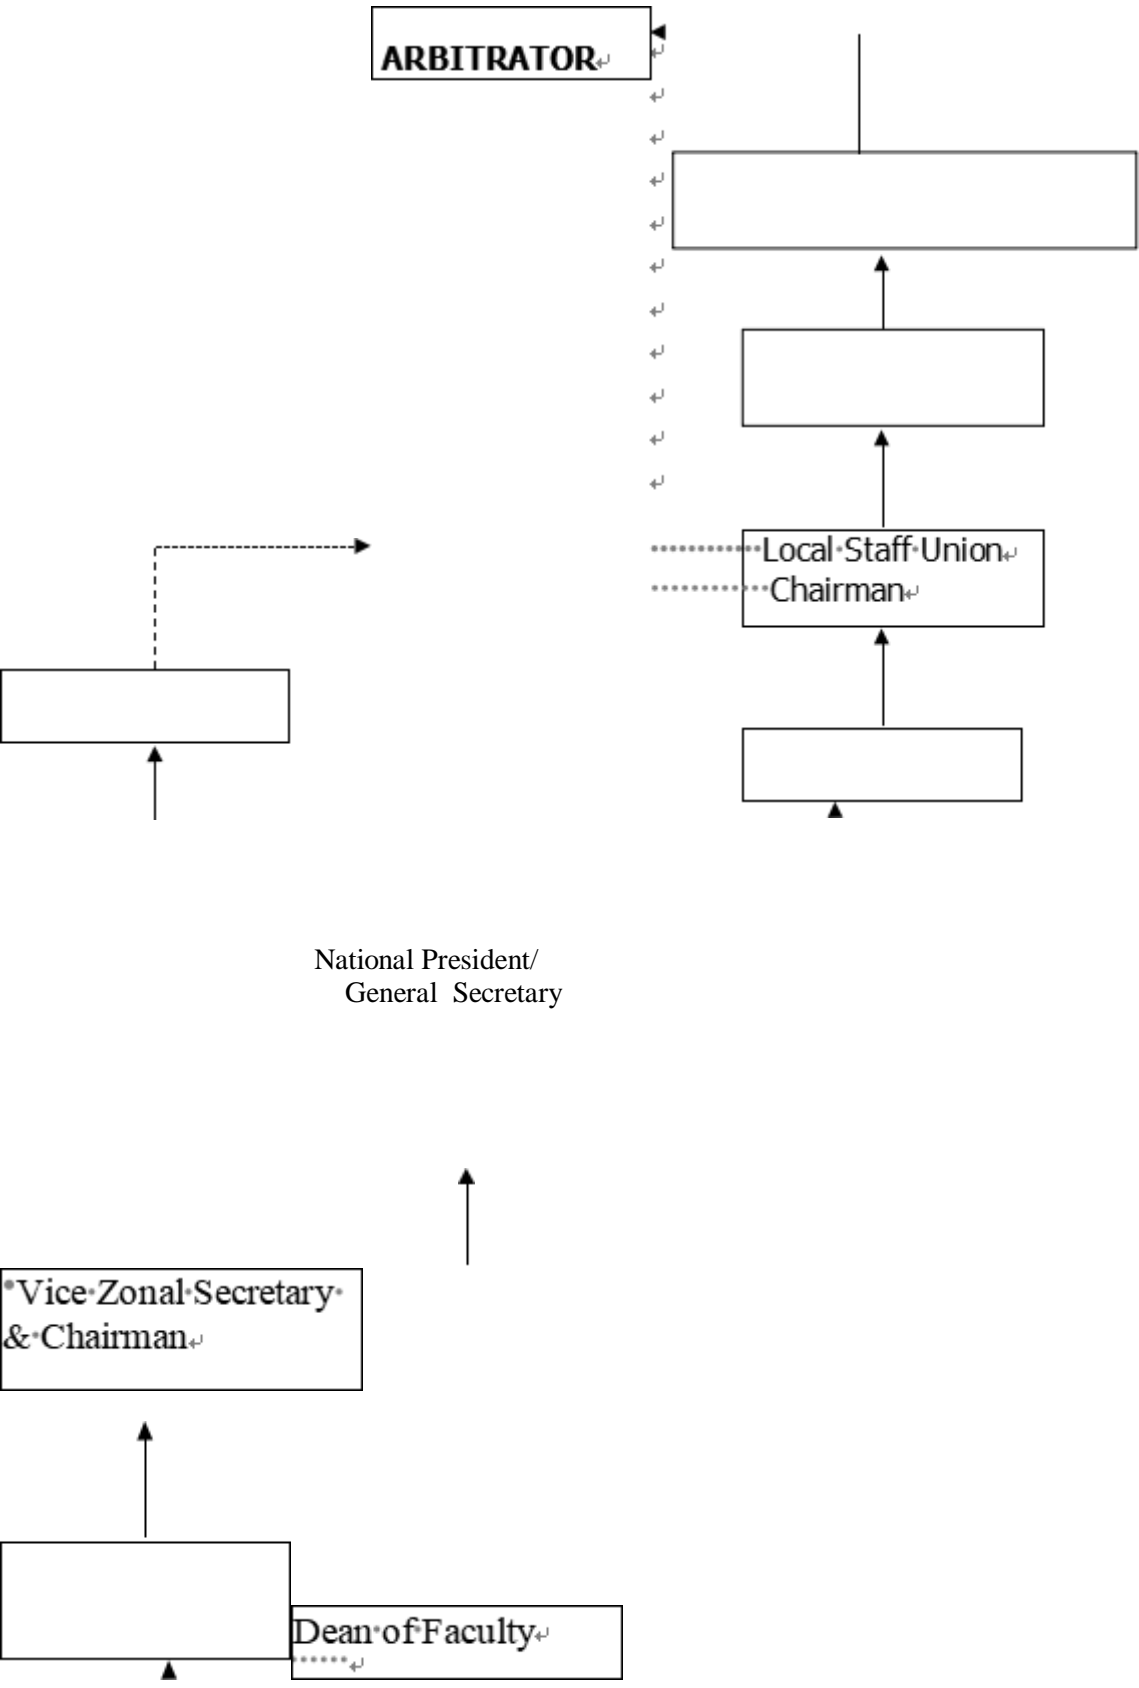 ARBITRATOR
Local Staff Union
Chairman
National President/
General Secretary
Vice Zonal Secretary
& Chairman
Dean of Faculty